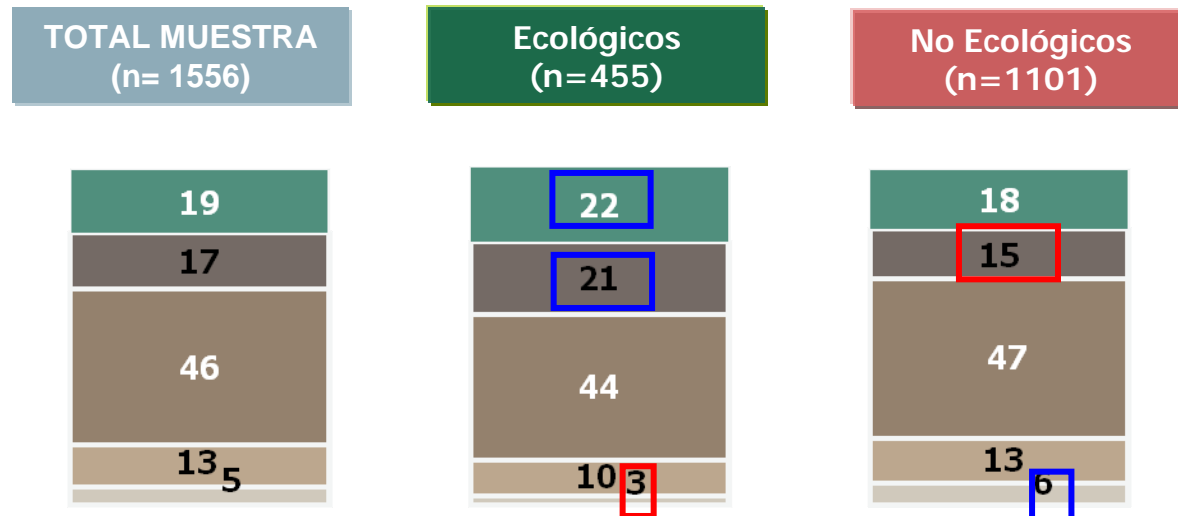 TOTAL MUESTRA
(n= 1556)
Ecológicos
(n=455)
No Ecológicos
(n=1101)
19
17
46
13
5
22
21
44
10
3
18
15
47
13
6